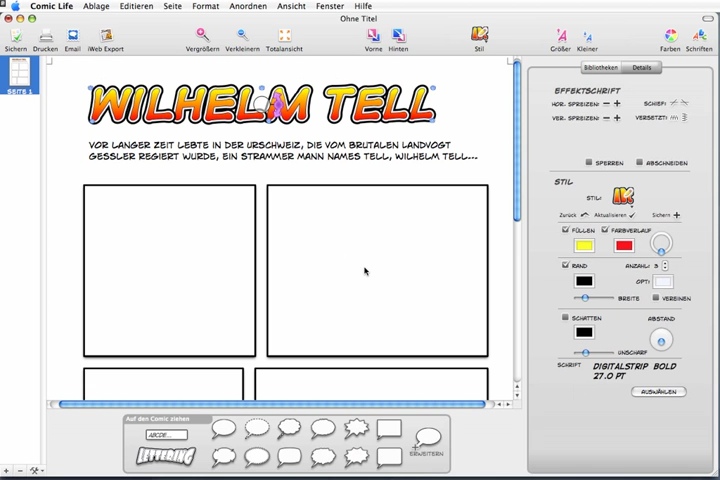 Comic Life Ablage Editieren Seite Format Anordnen Ansicht Fenster Hilfe
Ohne Titel
Sichern Drucken Email iWeb Export Vergrößern Verkleinern Totalansicht Vorne Hinten Stil Größer Kleiner Farben Schriften
SEITE 1
WILHELM TELL
VOR LANGER ZEIT LEBTE IN DER URSCHWEIZ, DIE VOM BRUTALEN LANDVOGT
GESSLER REGIERT WURDE, EIN STRAMMER MANN NAMES TELL, WILHELM TELL...
Bibliotheken Details
EFFEKTSCHRIFT
HOR. SPREIZEN: SCHIEF:
VER. SPREIZEN: VERSETZT:
SPERREN ABSCHNEIDEN
STIL
STIL:
Zurück Aktualisieren Sichern
FÜLLEN FARBVERLAUF
RAND ANZAHL: 3
OPT:
BREITE VEREINEN
SCHATTEN ABSTAND
UNSCHARF
SCHRIFT DIGITALSTRIP BOLD
27.0 PT
AUSWÄHLEN
Auf den Comic ziehen
ABCDE...
LETTERING
ERWEITERN